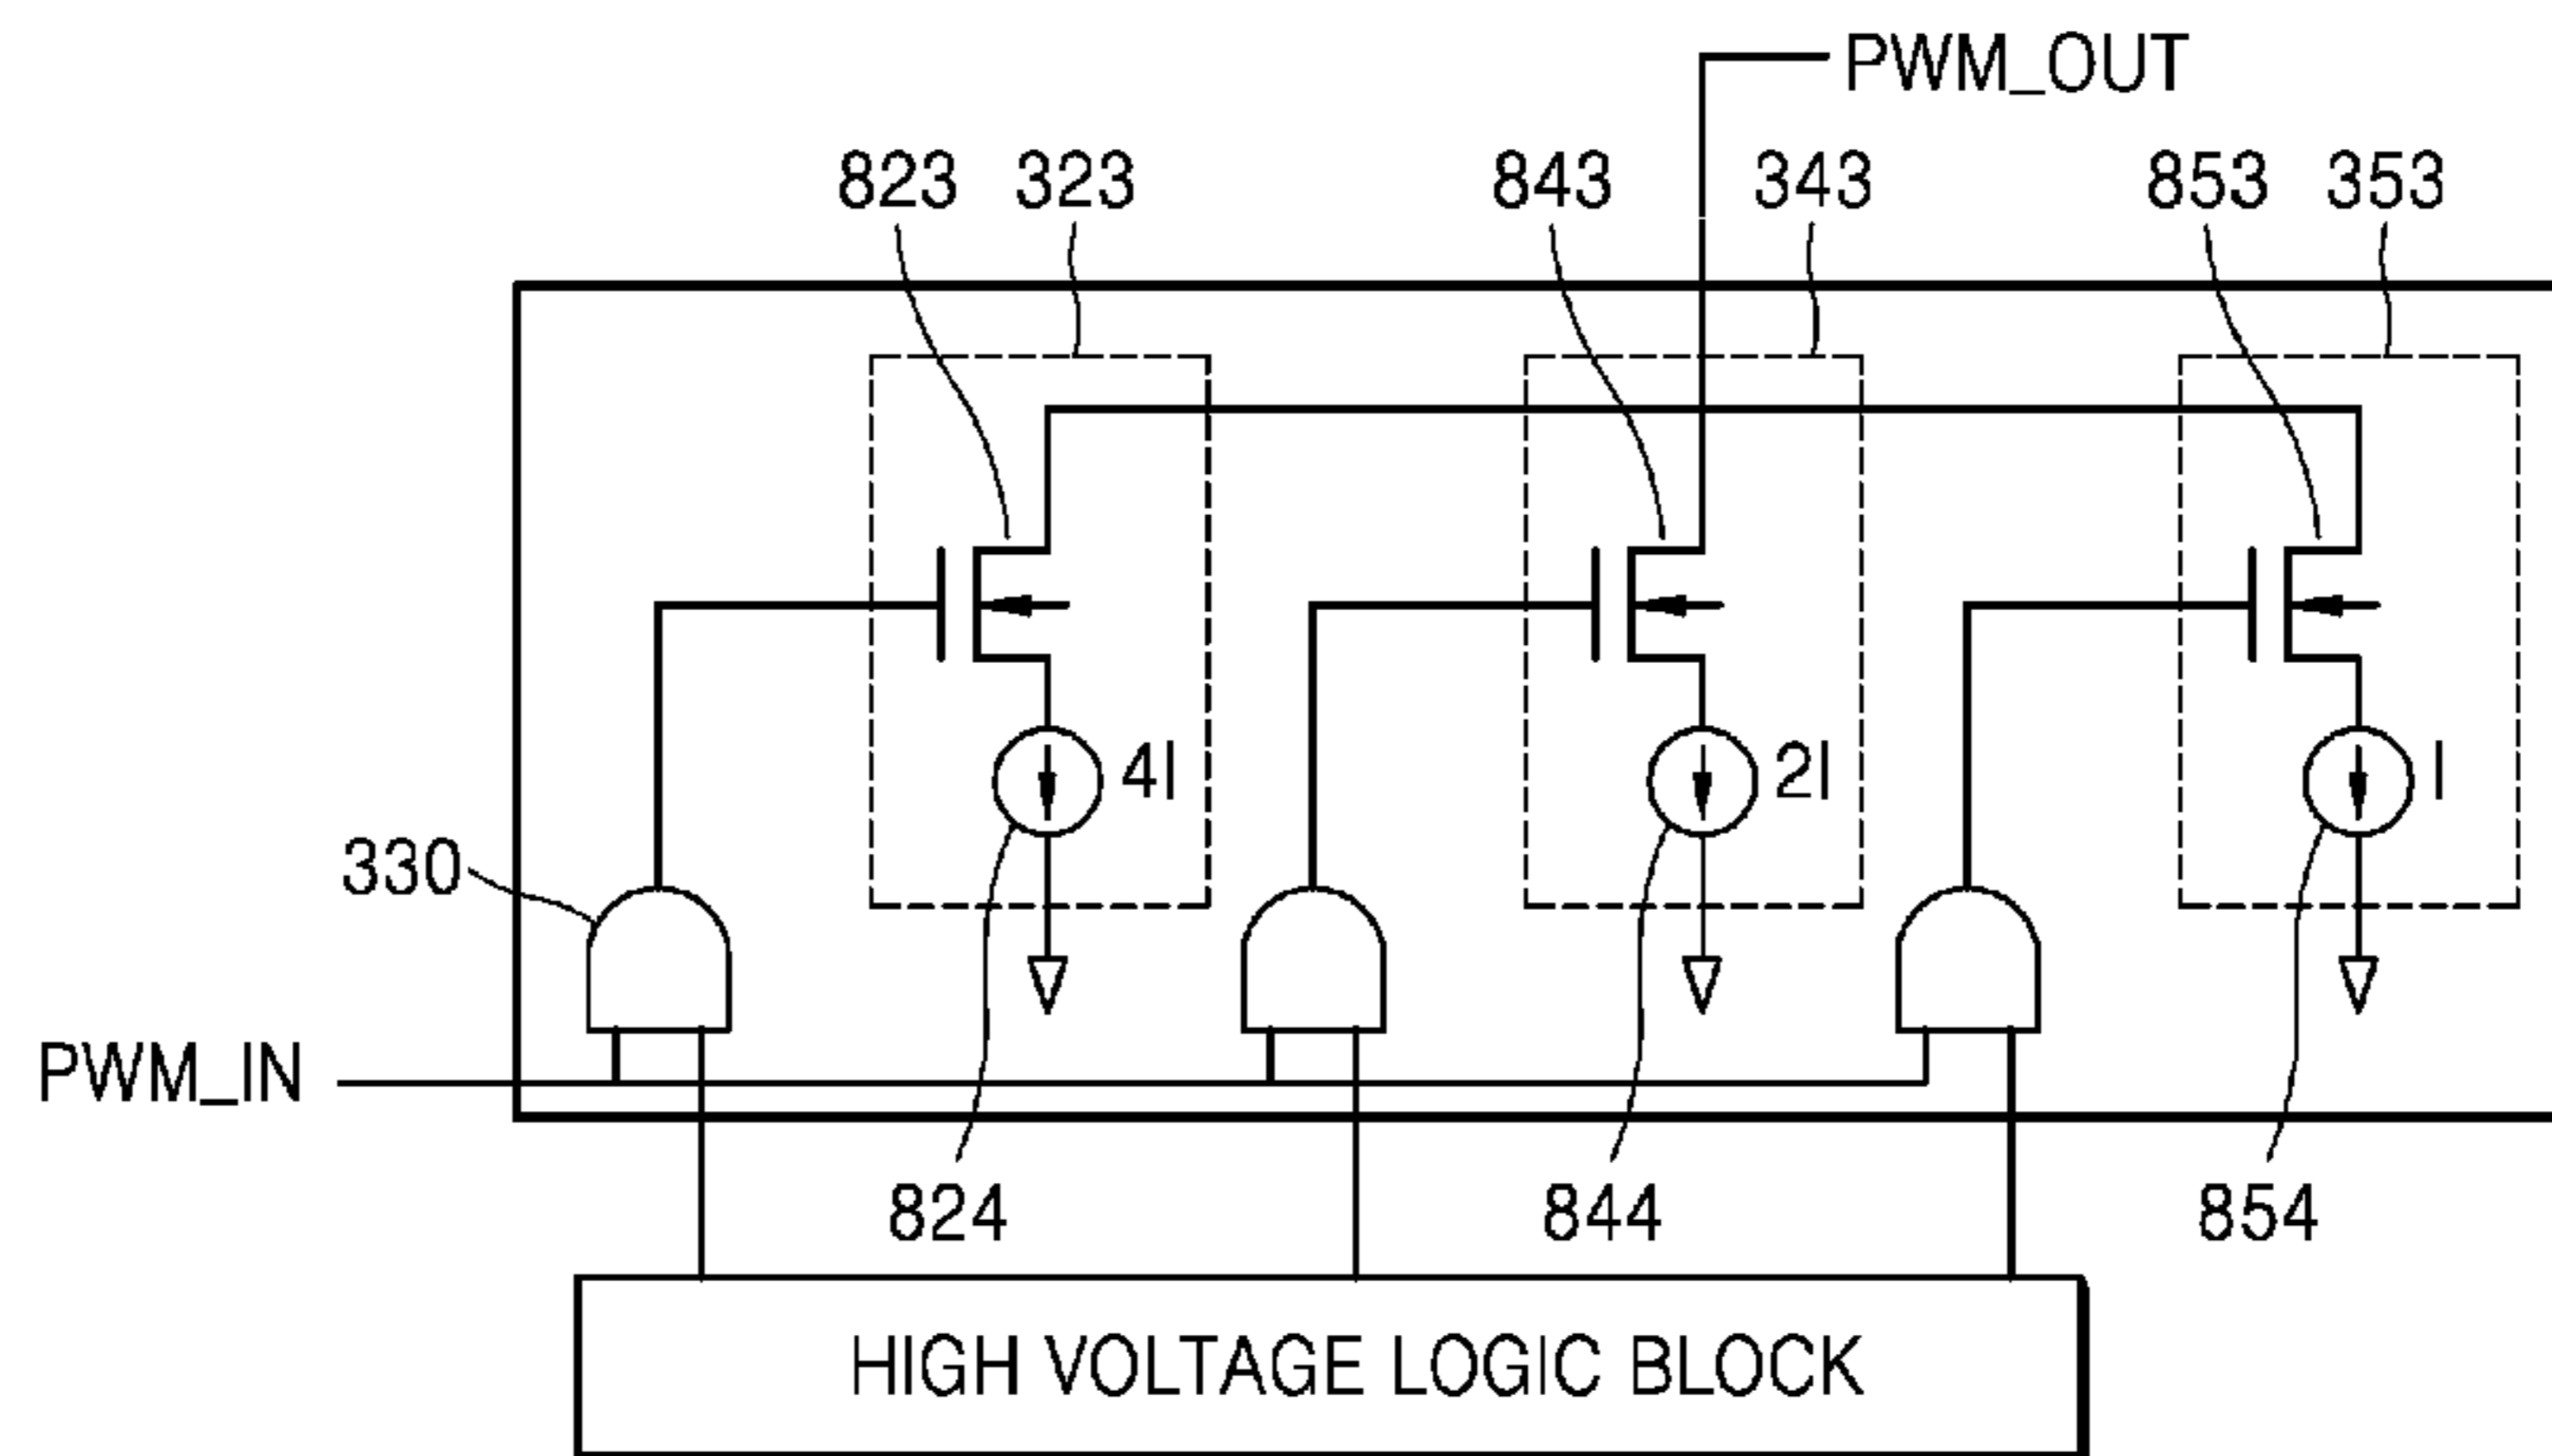 PWM_OUT
823 323 843 343 853 353
4I 2I I
330
PWM_IN
824 844 854
HIGH VOLTAGE LOGIC BLOCK